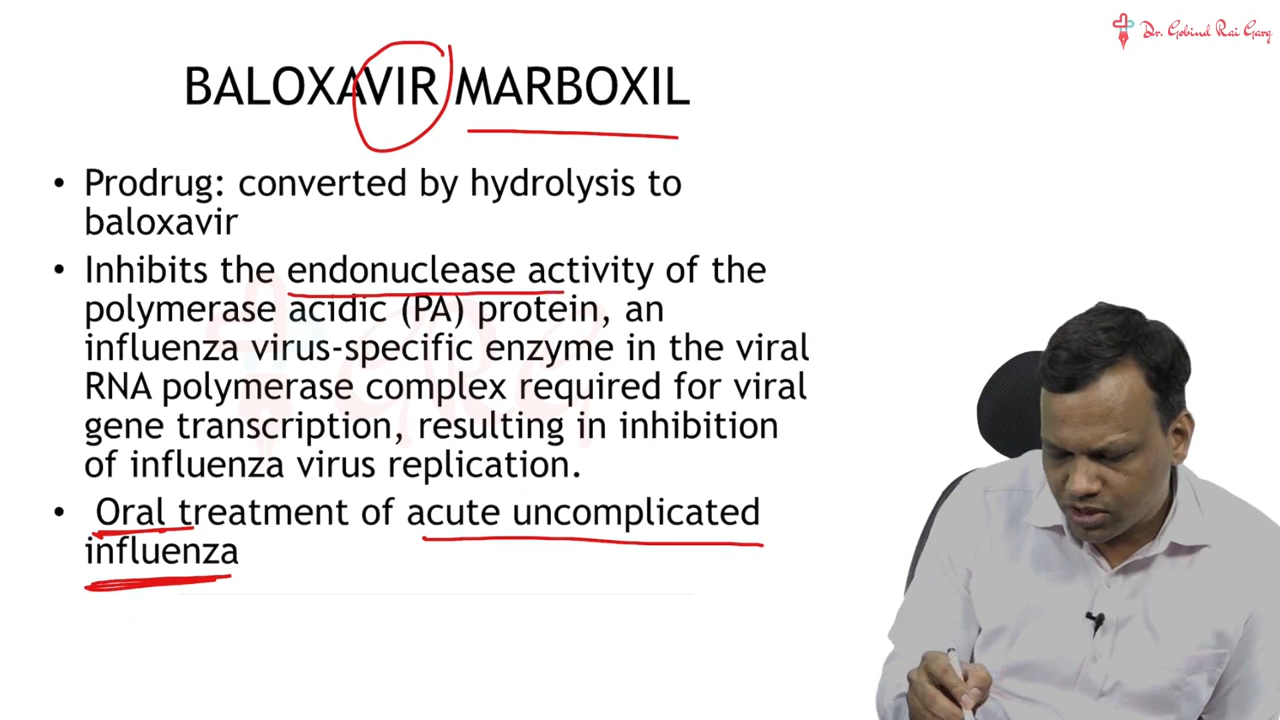 Dr. Gobind Rai Garg
BALOXAVIR MARBOXIL
• Prodrug: converted by hydrolysis to
baloxavir
• Inhibits the endonuclease activity of the
polymerase acidic (PA) protein, an
influenza virus-specific enzyme in the viral
RNA polymerase complex required for viral
gene transcription, resulting in inhibition
of influenza virus replication.
• Oral treatment of acute uncomplicated
influenza